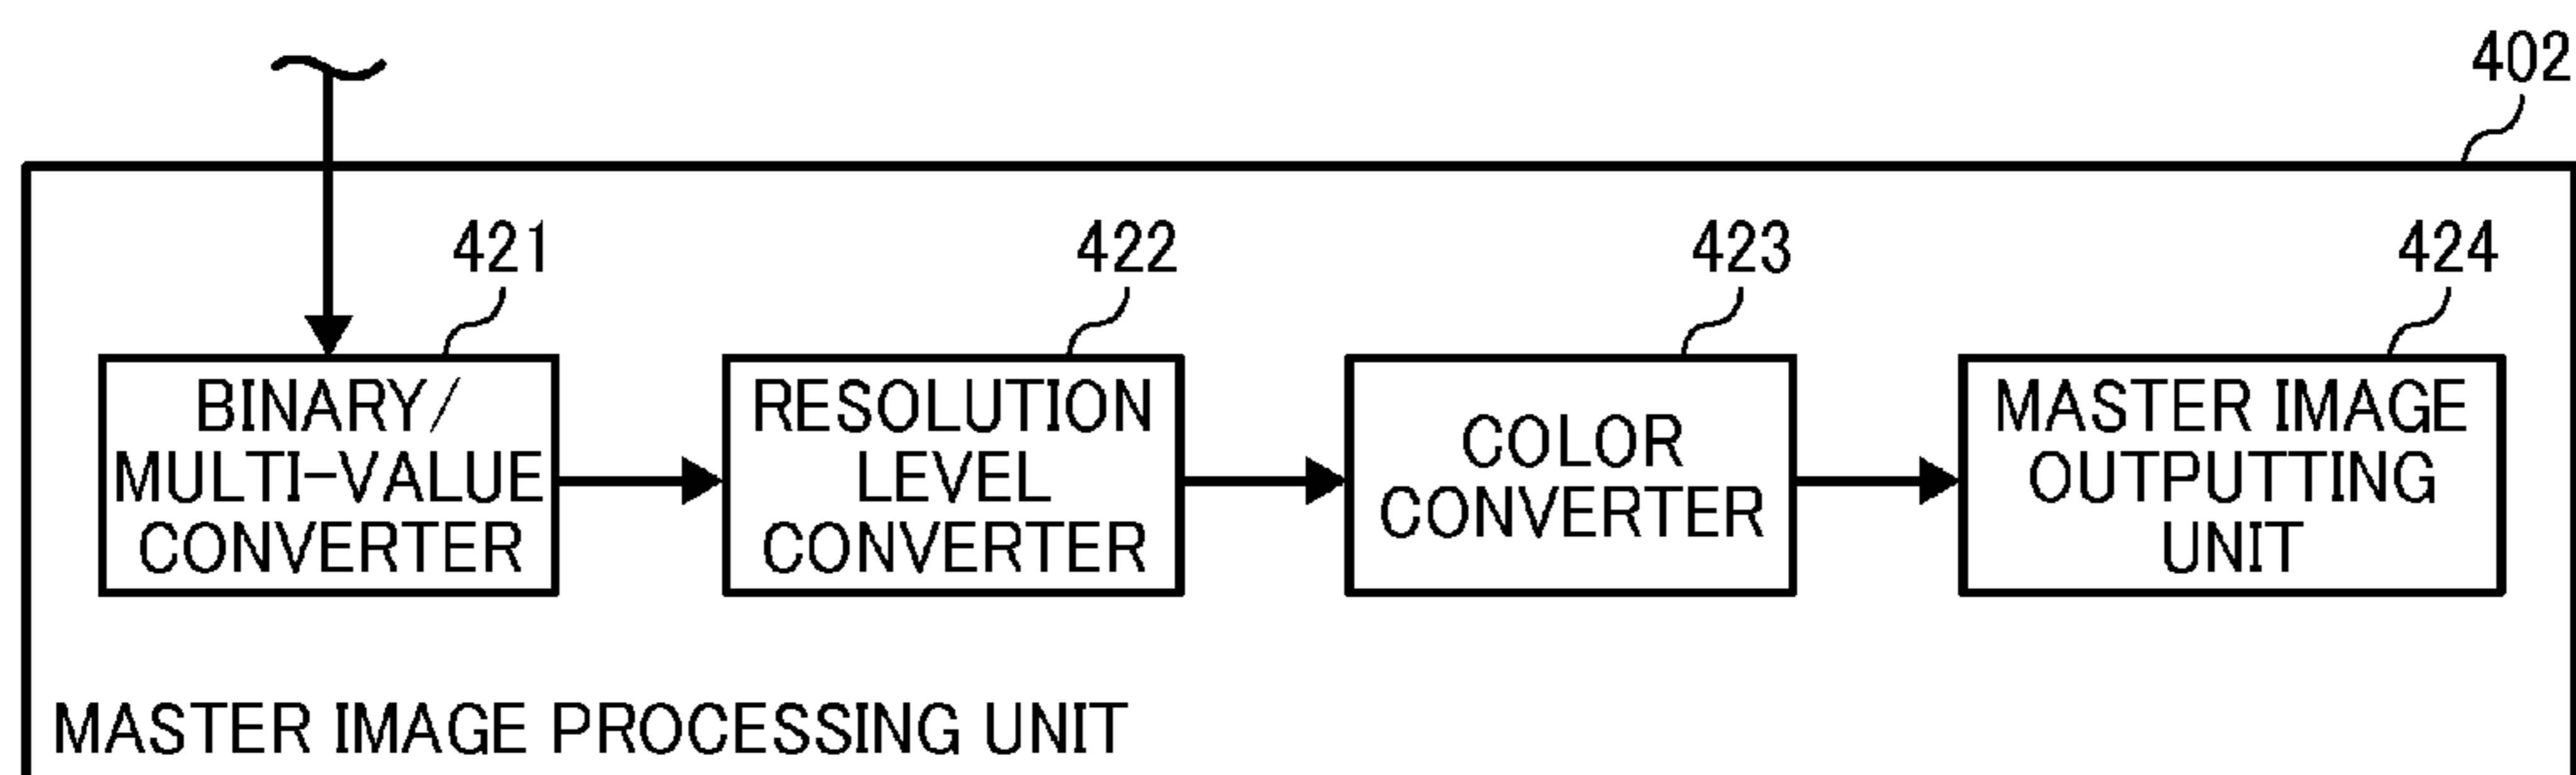 402
421
422
423
424
BINARY/
MULTI-VALUE
CONVERTER
RESOLUTION
LEVEL
CONVERTER
COLOR
CONVERTER
MASTER IMAGE
OUTPUTTING
UNIT
MASTER IMAGE PROCESSING UNIT